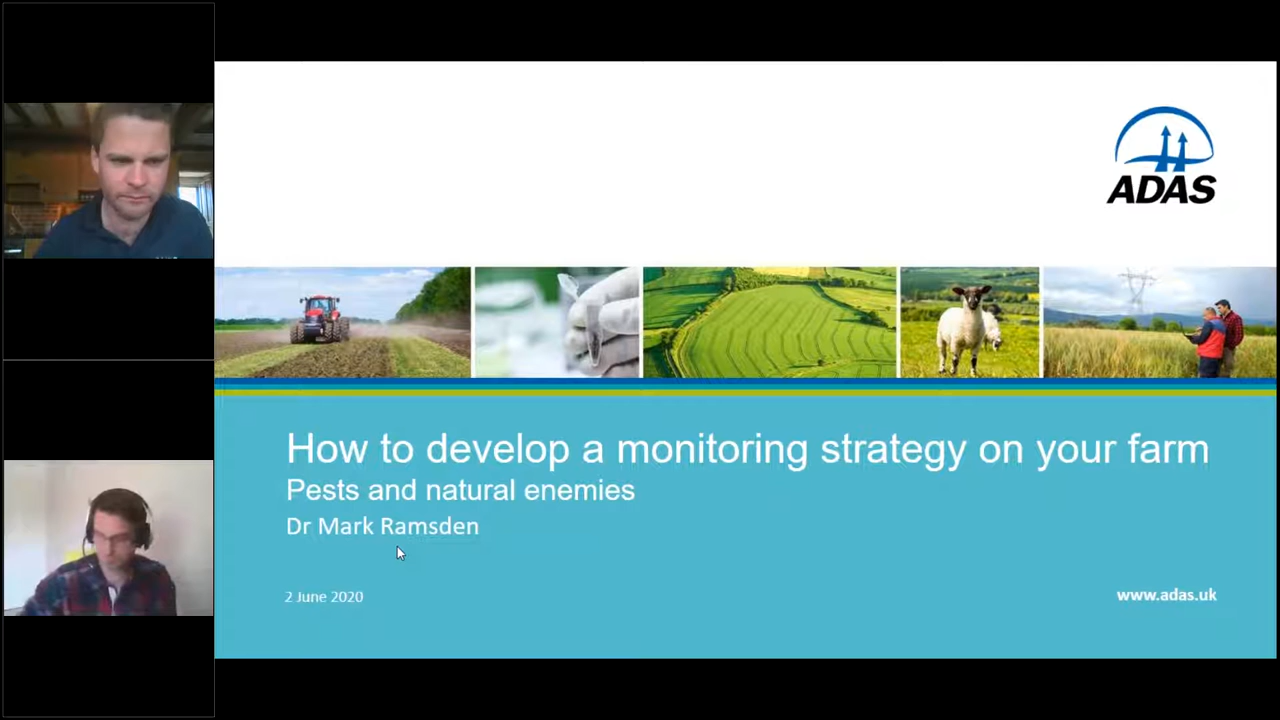 ADAS
How to develop a monitoring strategy on your farm
Pests and natural enemies
Dr Mark Ramsden
2 June 2020
www.adas.uk